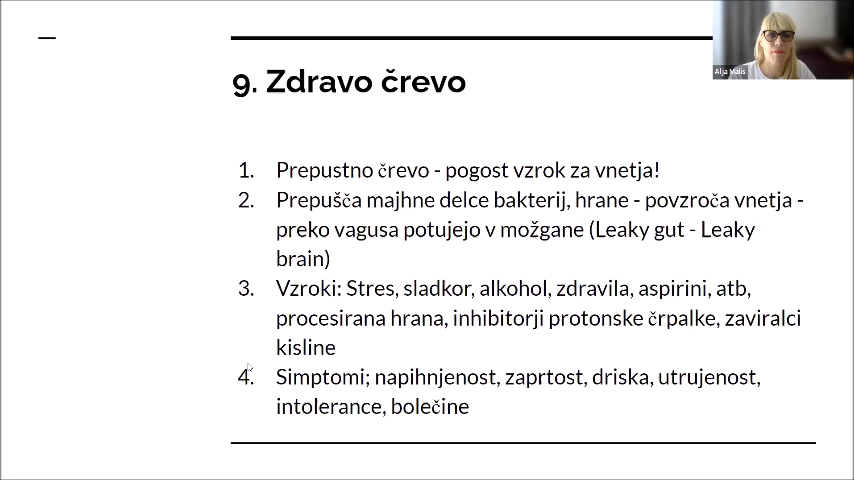 Alja Malis
9. Zdravo črevo
1. Prepustno črevo - pogost vzrok za vnetja!
2. Prepušča majhne delce bakterij, hrane - povzroča vnetja -
preko vagusa potujejo v možgane (Leaky gut - Leaky
brain)
3. Vzroki: Stres, sladkor, alkohol, zdravila, aspirini, atb,
procesirana hrana, inhibitorji protonske črpalke, zaviralci
kisline
4. Simptomi; napihnjenost, zaprtost, driska, utrujenost,
intolerance, bolečine